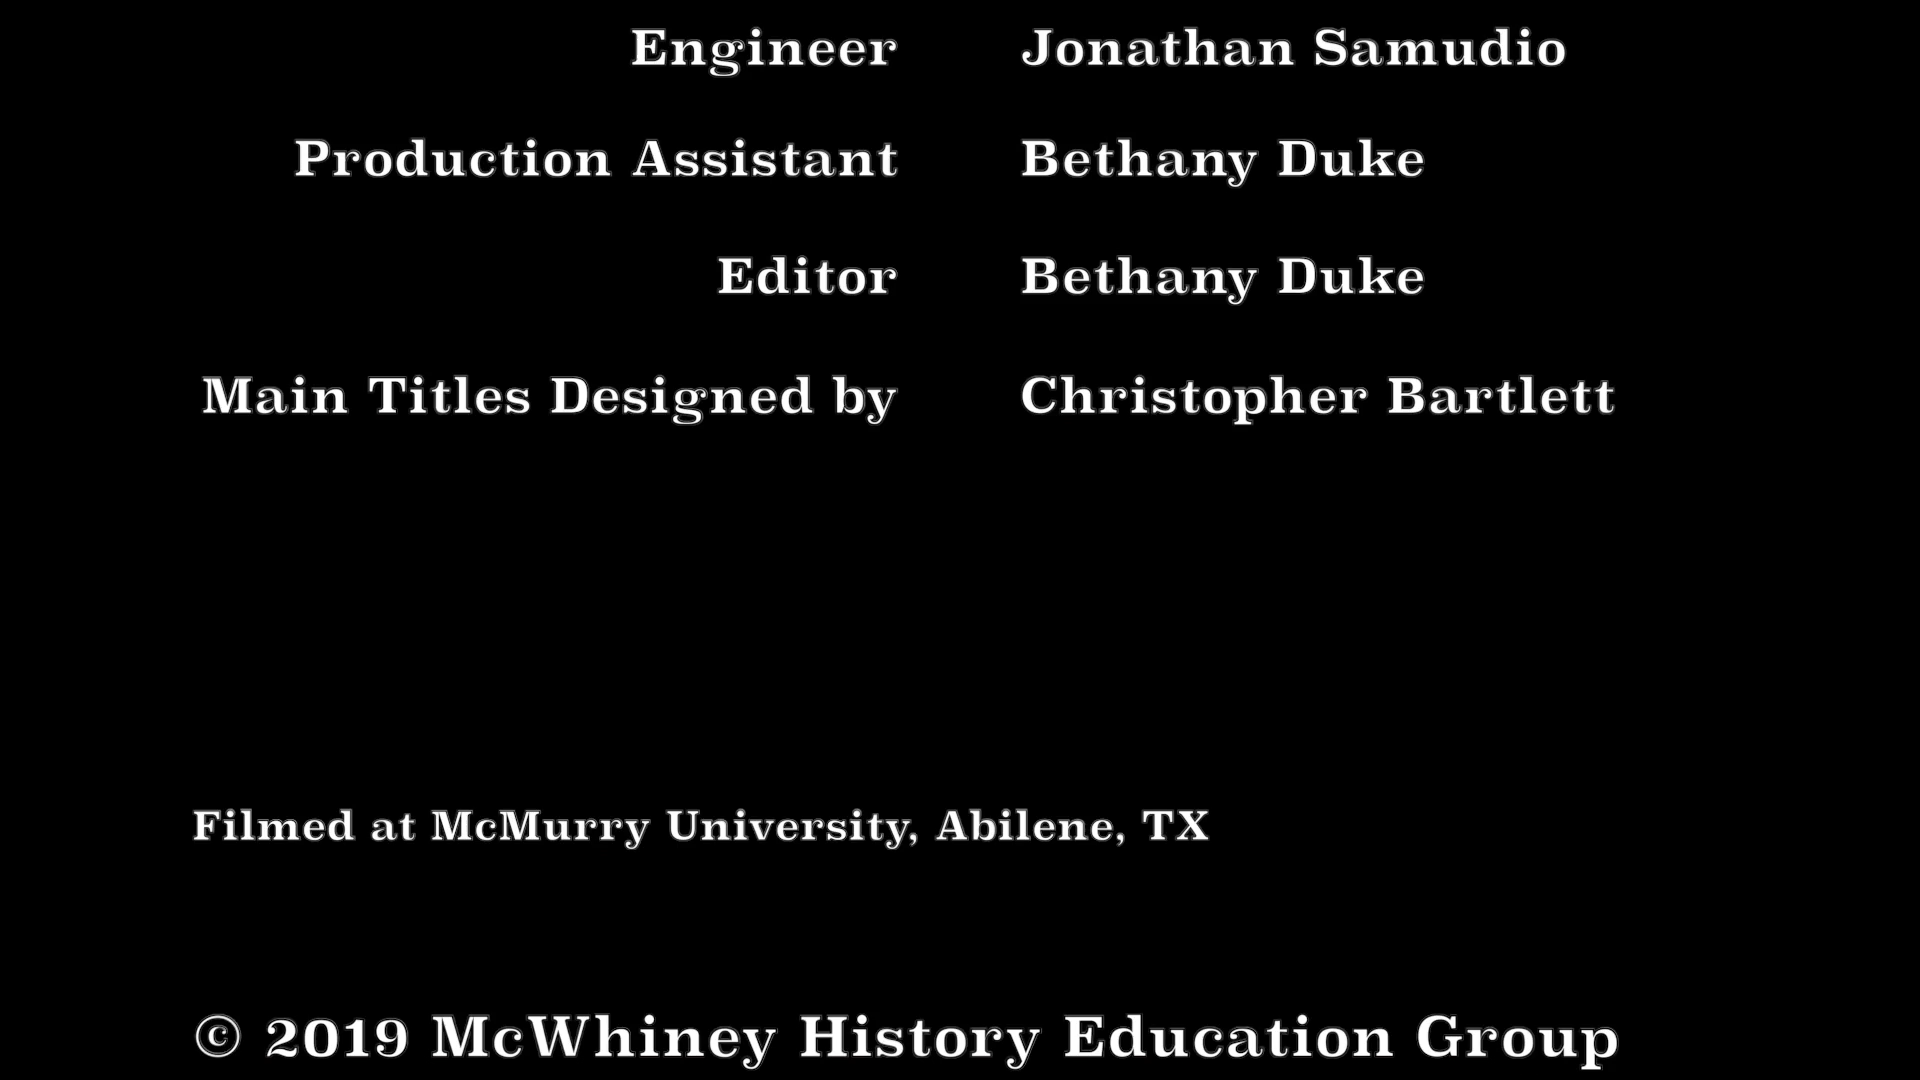 Engineer Jonathan Samudio
Production Assistant Bethany Duke
Editor Bethany Duke
Main Titles Designed by Christopher Bartlett
Filmed at McMurry University, Abilene, TX
© 2019 McWhiney History Education Group